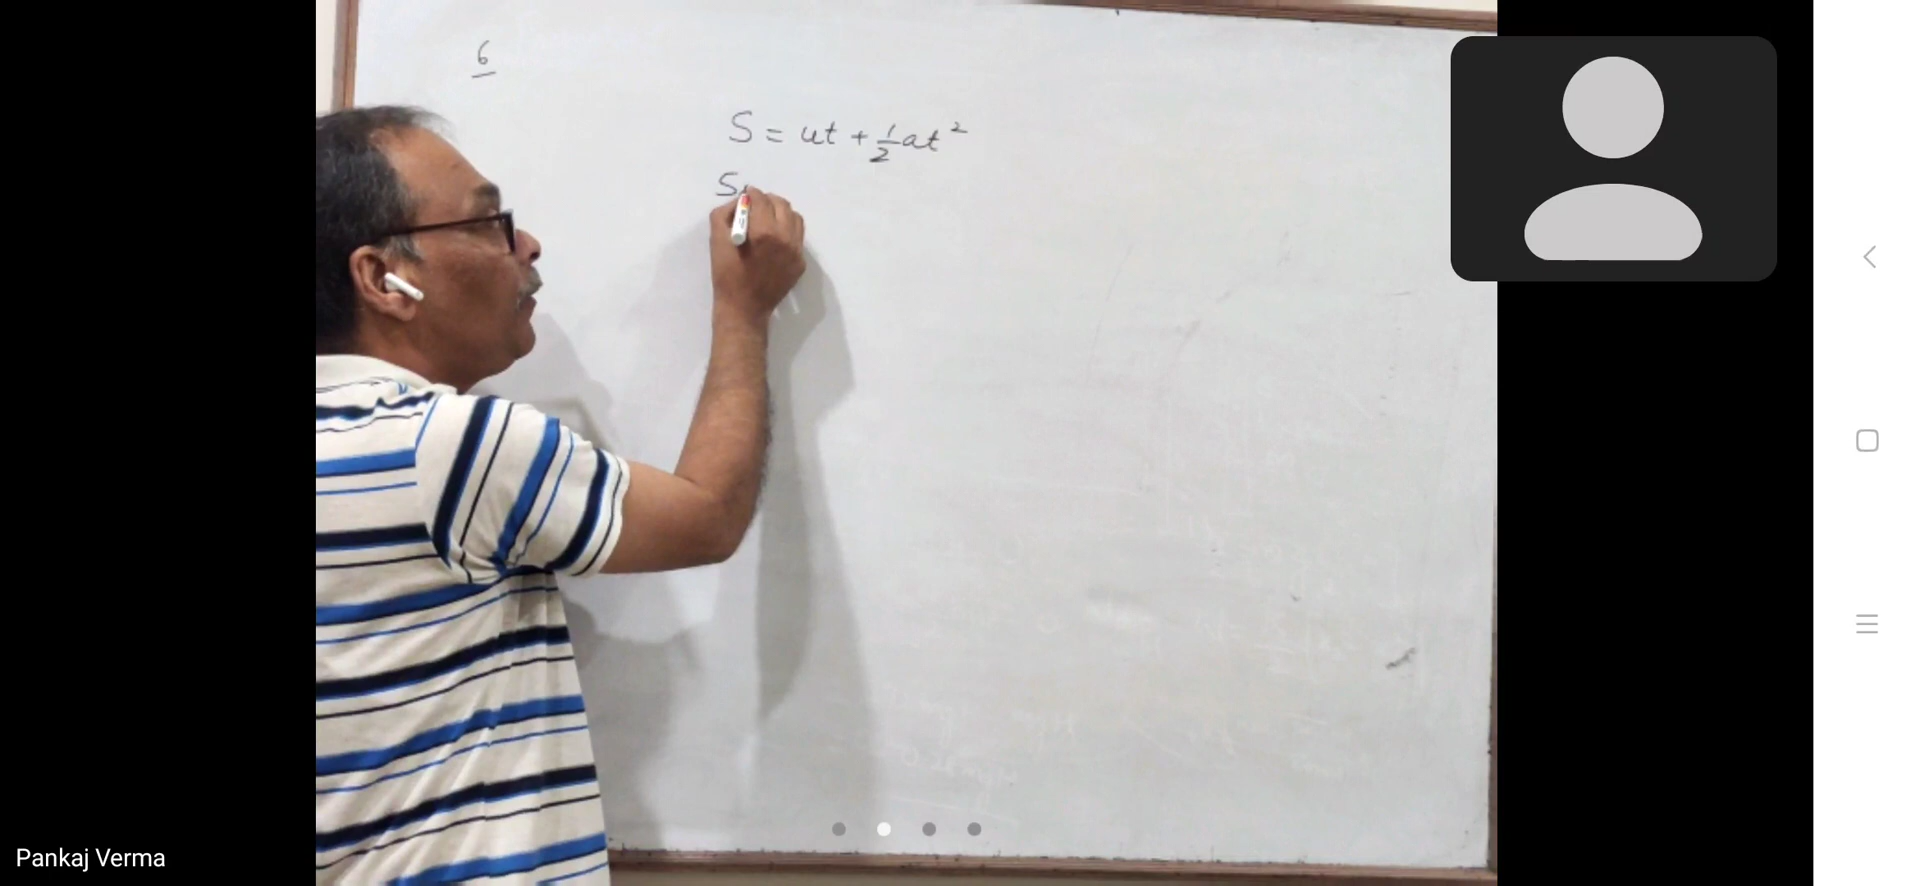 6
S = ut + 1/2 at²
S
Pankaj Verma